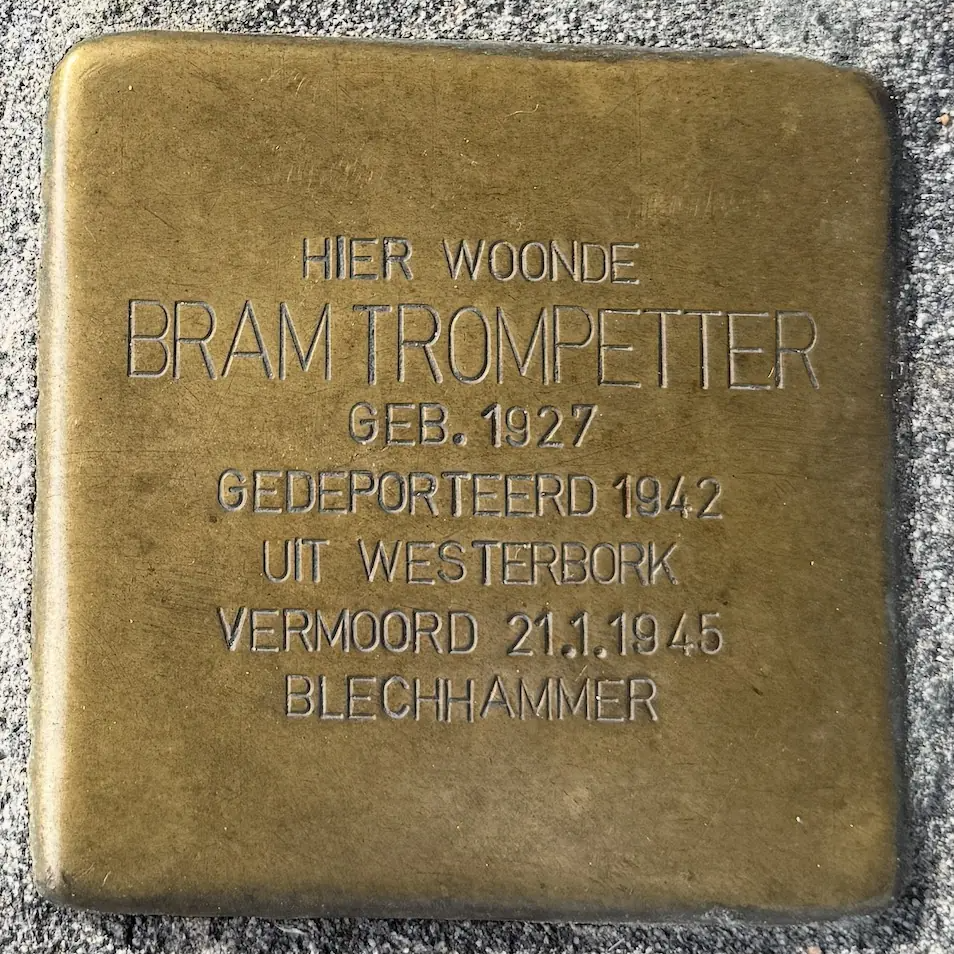 HIER WOONDE
BRAM TROMPETTER
GEB. 1927
GEDEPORTEERD 1942
UIT WESTERBORK
VERMOORD 21.1.1945
BLECHHAMMER